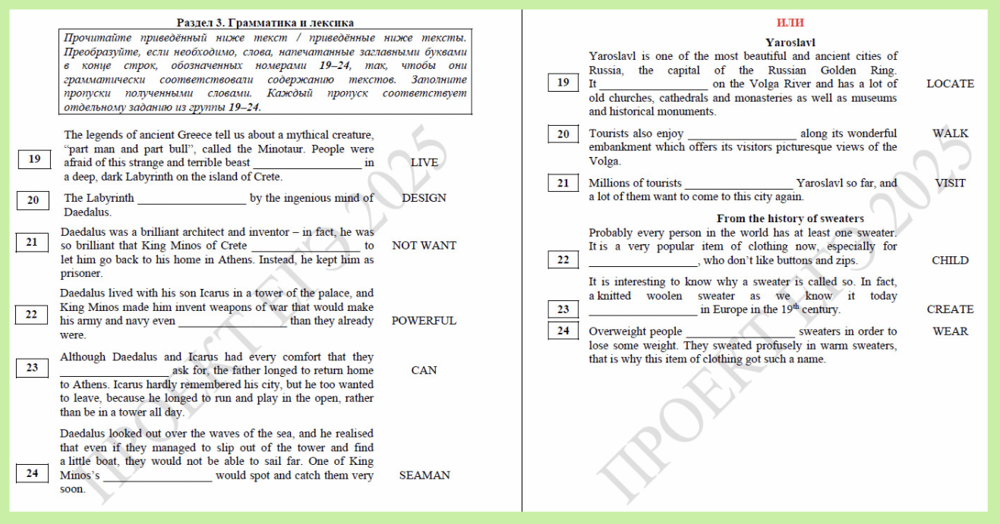 Раздел 3. Грамматика и лексика
Прочитайте приведённый ниже текст / приведённые ниже тексты.
Преобразуйте, если необходимо, слова, напечатанные заглавными буквами
в конце строк, обозначенных номерами 19–24, так, чтобы они
грамматически соответствовали содержанию текстов. Заполните
пропуски полученными словами. Каждый пропуск соответствует
отдельному заданию из группы 19–24.
The legends of ancient Greece tell us about a mythical creature,
“part man and part bull”, called the Minotaur. People were
19 afraid of this strange and terrible beast ___________________ in LIVE
a deep, dark Labyrinth on the island of Crete.
20 The Labyrinth ___________________ by the ingenious mind of DESIGN
Daedalus.
Daedalus was a brilliant architect and inventor – in fact, he was
21 so brilliant that King Minos of Crete ___________________ to NOT WANT
let him go back to his home in Athens. Instead, he kept him as
prisoner.
Daedalus lived with his son Icarus in a tower of the palace, and
King Minos made him invent weapons of war that would make
22 his army and navy even ___________________ than they already POWERFUL
were.
Although Daedalus and Icarus had every comfort that they
23 ___________________ ask for, the father longed to return home CAN
to Athens. Icarus hardly remembered his city, but he too wanted
to leave, because he longed to run and play in the open, rather
than be in a tower all day.
Daedalus looked out over the waves of the sea, and he realised
that even if they managed to slip out of the tower and find
a little boat, they would not be able to sail far. One of King
24 Minos’s ___________________ would spot and catch them very SEAMAN
soon.
ПРОЕКТ ЕГЭ 2025
ИЛИ
Yaroslavl
Yaroslavl is one of the most beautiful and ancient cities of
Russia, the capital of the Russian Golden Ring.
19 It ___________________ on the Volga River and has a lot of LOCATE
old churches, cathedrals and monasteries as well as museums
and historical monuments.
20 Tourists also enjoy ___________________ along its wonderful WALK
embankment which offers its visitors picturesque views of the
Volga.
21 Millions of tourists ___________________ Yaroslavl so far, and VISIT
a lot of them want to come to this city again.
From the history of sweaters
Probably every person in the world has at least one sweater.
It is a very popular item of clothing now, especially for
22 ___________________, who don’t like buttons and zips. CHILD
It is interesting to know why a sweater is called so. In fact,
a knitted woolen sweater as we know it today
23 ___________________ in Europe in the 19th century. CREATE
24 Overweight people ___________________ sweaters in order to WEAR
lose some weight. They sweated profusely in warm sweaters,
that is why this item of clothing got such a name.
ПРОЕКТ ЕГЭ 2025